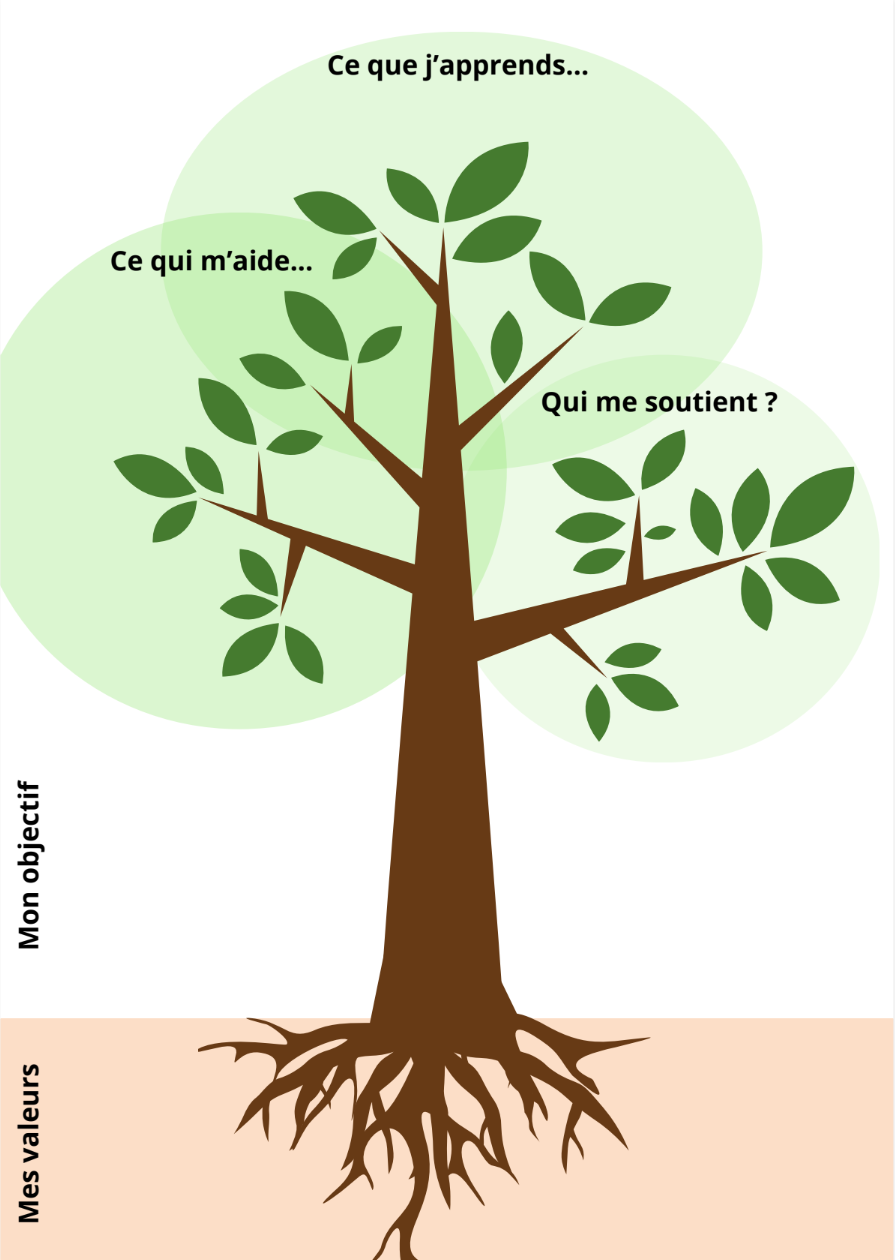 Ce que j’apprends...
Ce qui m’aide...
Qui me soutient ?
Mon objectif
Mes valeurs